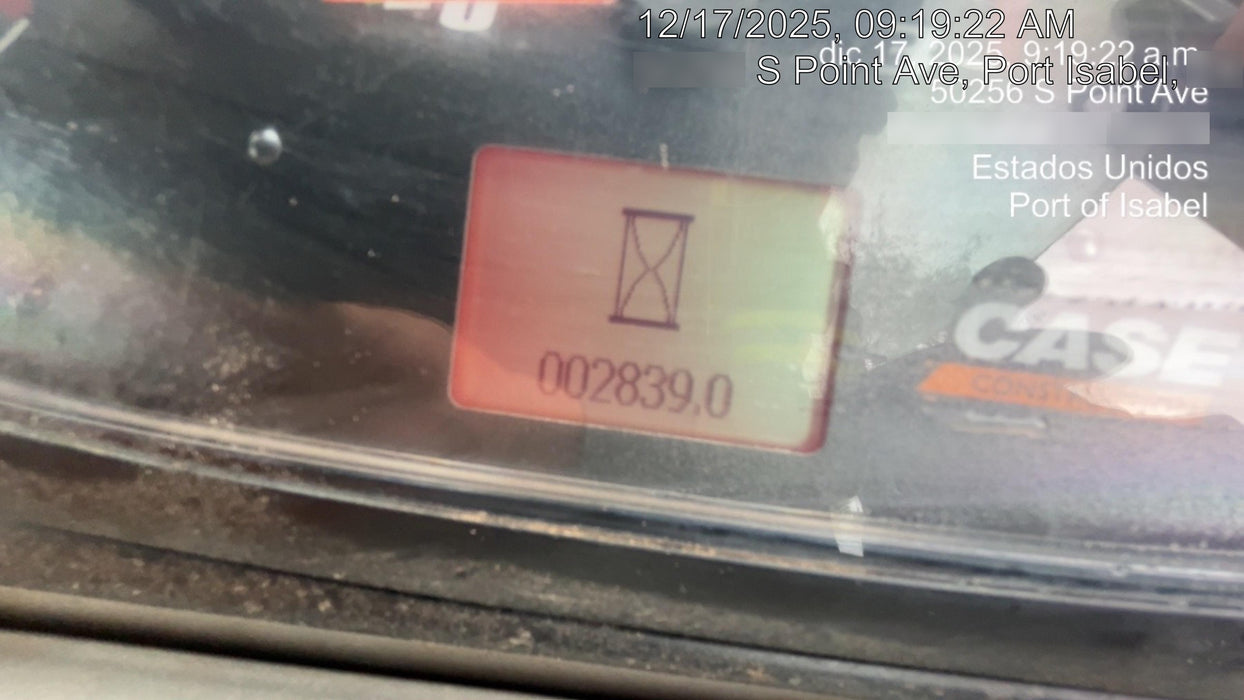 12/17/2025, 09:19:22 AM
dic 17, 2025, 9:19:22 a.m
S Point Ave, Port Isabel,
50256 S Point Ave
Estados Unidos
Port of Isabel
002839.0
CASE